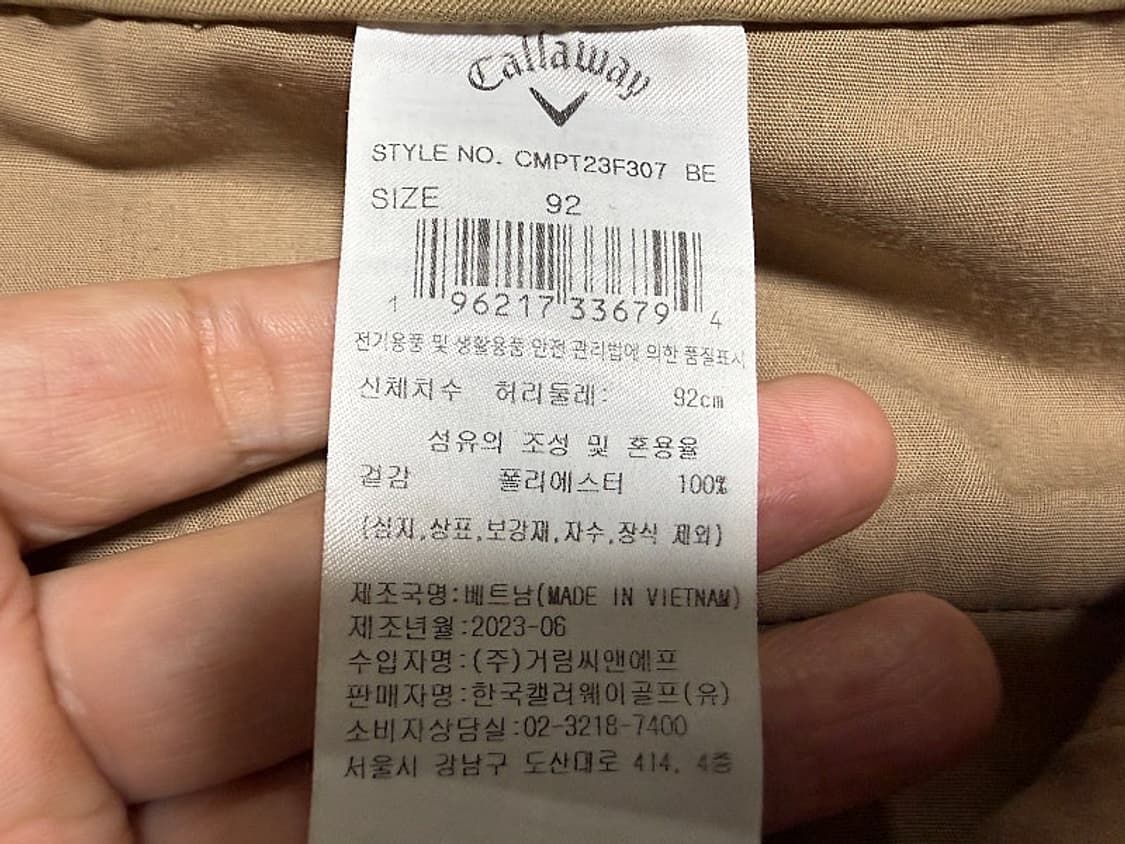 Callaway
STYLE NO. CMPT23F307 BE
SIZE 92
1 96217 33679 4
전기용품 및 생활용품 안전 관리법에 의한 품질표시
신체치수 허리둘레: 92cm
섬유의 조성 및 혼용율
겉감 폴리에스터 100%
(심지,상표,보강재,자수,장식 제외)
제조국명:베트남(MADE IN VIETNAM)
제조년월:2023-06
수입자명:(주)거림씨앤에프
판매자명:한국캘러웨이골프(유)
소비자상담실:02-3218-7400
서울시 강남구 도산대로 414, 4층